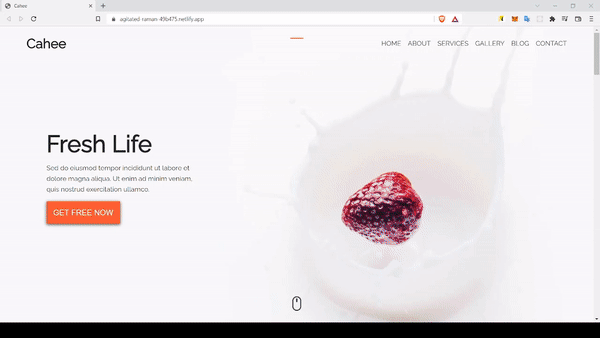 Cahee
agitated-raman-49b475.netlify.app
Cahee
HOME ABOUT SERVICES GALLERY BLOG CONTACT
Fresh Life
Sed do eiusmod tempor incididunt ut labore et
dolore magna aliqua. Ut enim ad minim veniam,
quis nostrud exercitation ullamco.
GET FREE NOW